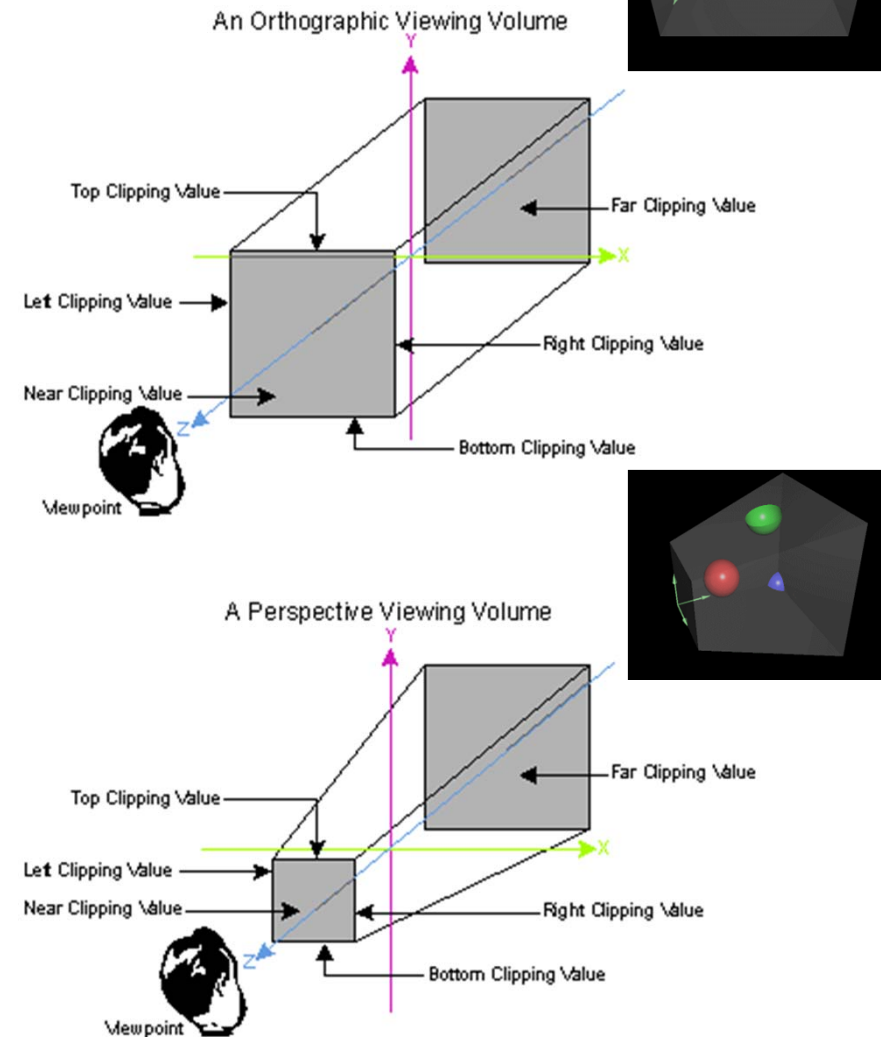 An Orthographic Viewing Volume
Y
Top Clipping Value
Far Clipping Value
X
Left Clipping Value
Right Clipping Value
Near Clipping Value
Z
Bottom Clipping Value
Viewpoint
A Perspective Viewing Volume
Y
Far Clipping Value
Top Clipping Value
X
Left Clipping Value
Near Clipping Value
Right Clipping Value
Z
Bottom Clipping Value
Viewpoint